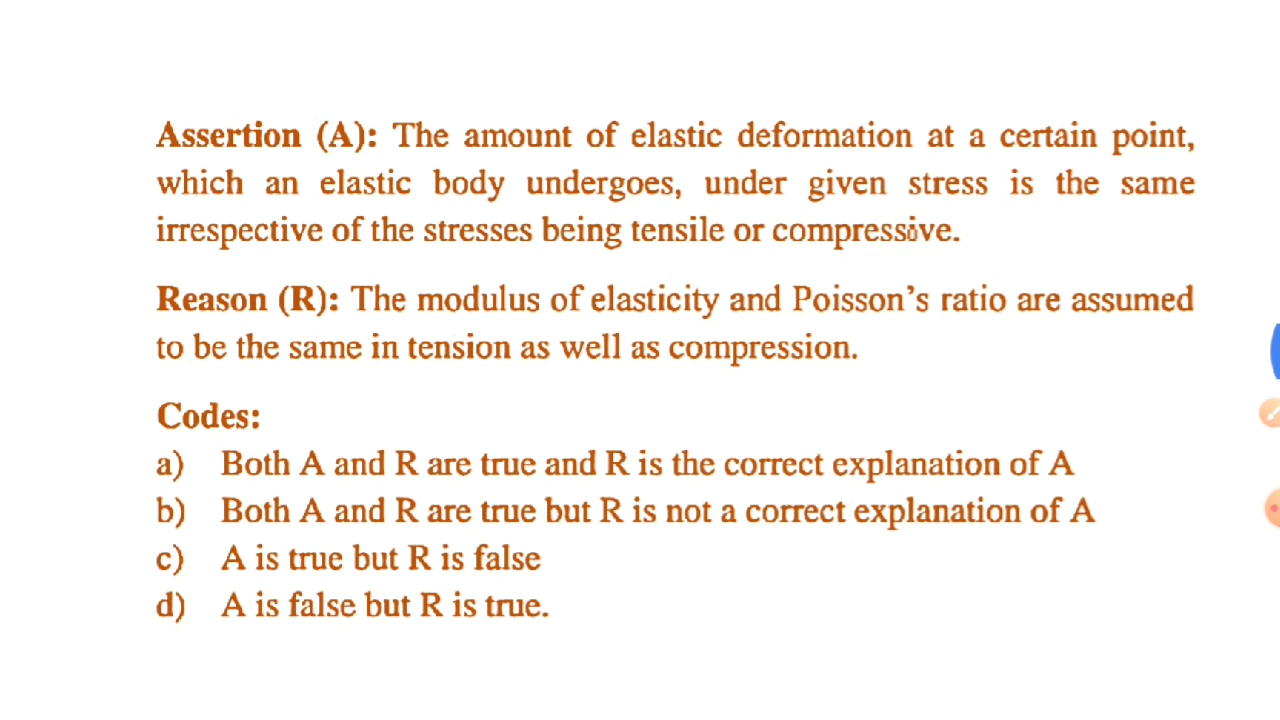 Assertion (A): The amount of elastic deformation at a certain point,
which an elastic body undergoes, under given stress is the same
irrespective of the stresses being tensile or compressive.
Reason (R): The modulus of elasticity and Poisson's ratio are assumed
to be the same in tension as well as compression.
Codes:
a) Both A and R are true and R is the correct explanation of A
b) Both A and R are true but R is not a correct explanation of A
c) A is true but R is false
d) A is false but R is true.